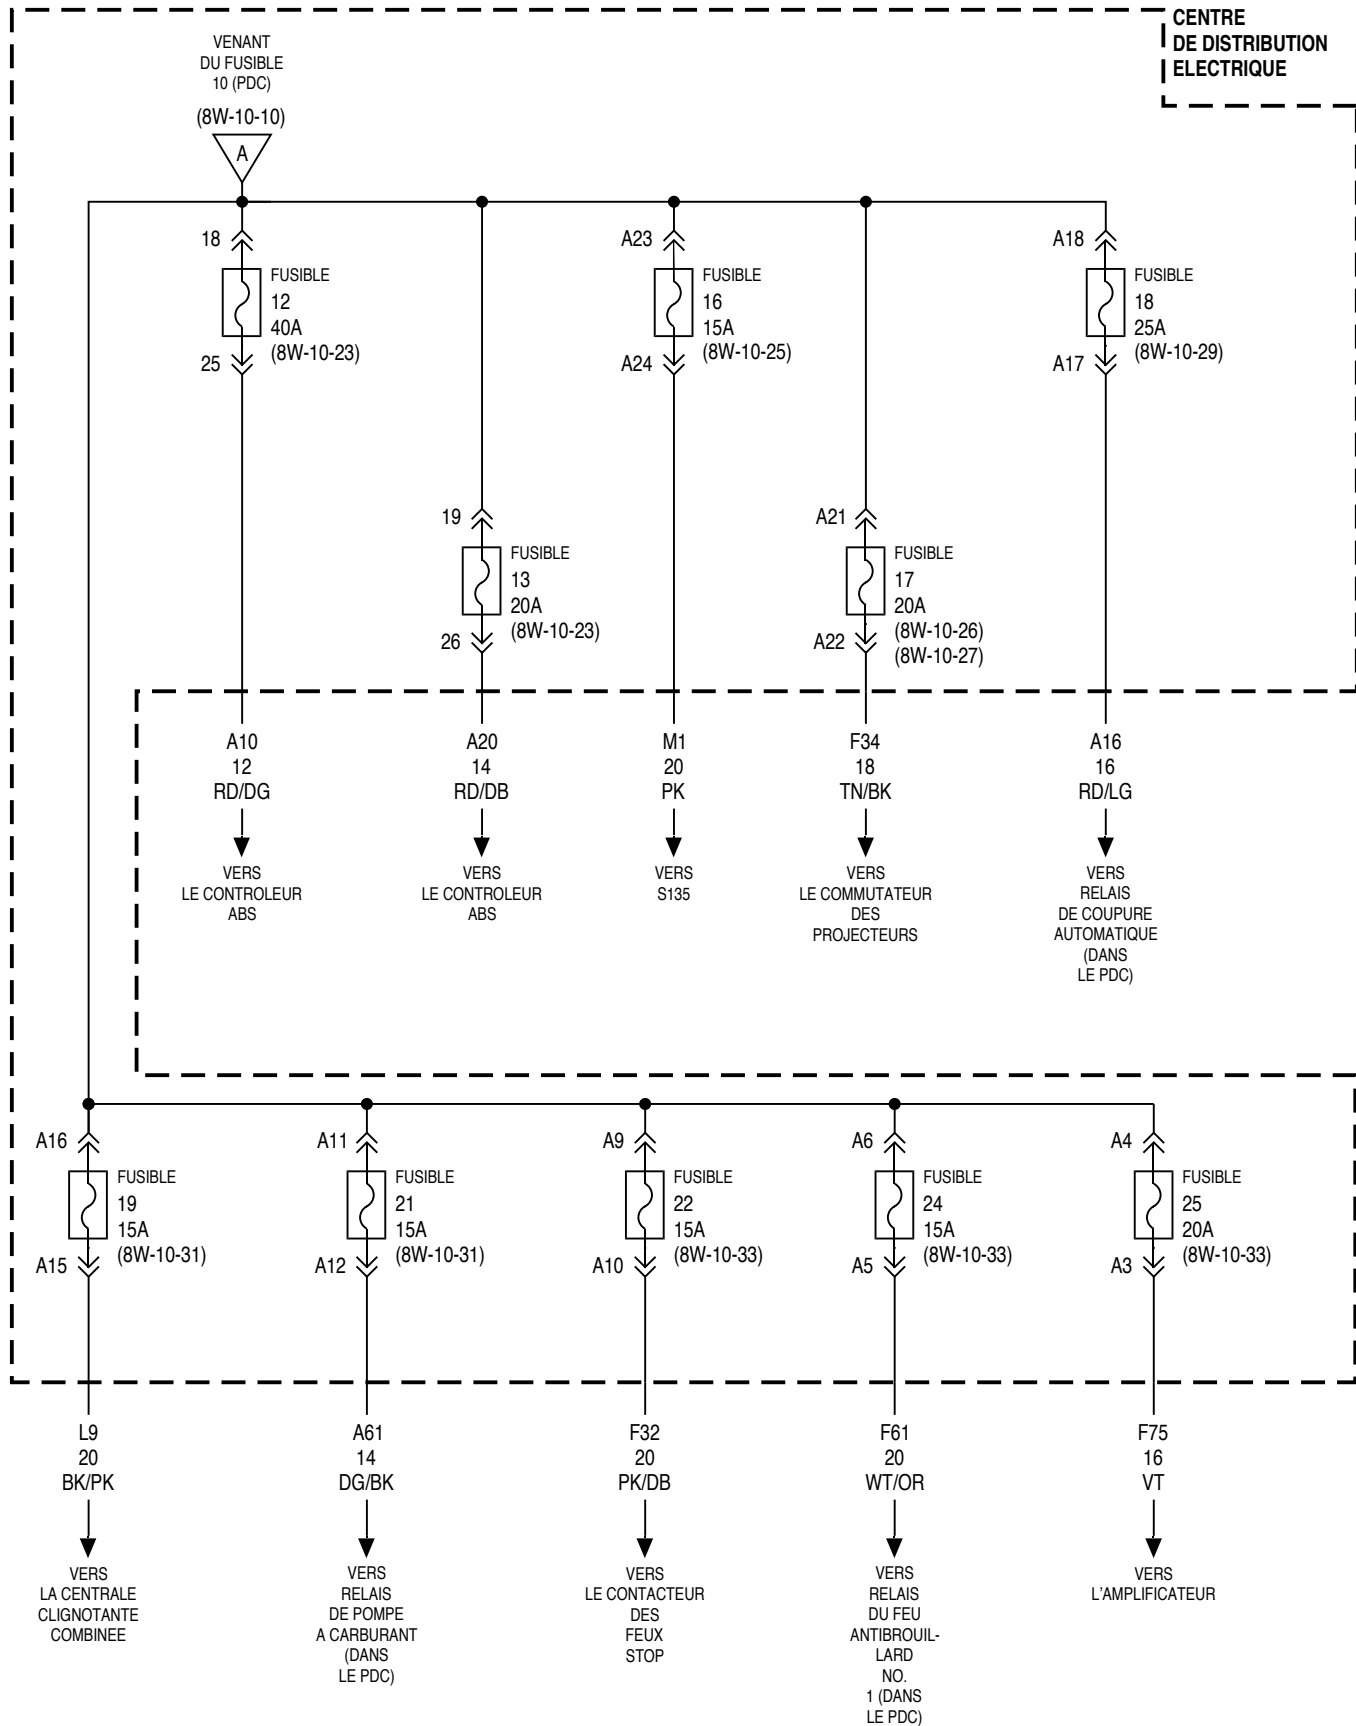 CENTRE
DE DISTRIBUTION
ELECTRIQUE
VENANT
DU FUSIBLE
10 (PDC)
(8W-10-10)
A
18
FUSIBLE
12
40A
(8W-10-23)
25
A23
FUSIBLE
16
15A
(8W-10-25)
A24
A18
FUSIBLE
18
25A
(8W-10-29)
A17
19
FUSIBLE
13
20A
(8W-10-23)
26
A21
FUSIBLE
17
20A
(8W-10-26)
(8W-10-27)
A22
A10
12
RD/DG
VERS
LE CONTROLEUR
ABS
A20
14
RD/DB
VERS
LE CONTROLEUR
ABS
M1
20
PK
VERS
S135
F34
18
TN/BK
VERS
LE COMMUTATEUR
DES
PROJECTEURS
A16
16
RD/LG
VERS
RELAIS
DE COUPURE
AUTOMATIQUE
(DANS
LE PDC)
A16
FUSIBLE
19
15A
(8W-10-31)
A15
A11
FUSIBLE
21
15A
(8W-10-31)
A12
A9
FUSIBLE
22
15A
(8W-10-33)
A10
A6
FUSIBLE
24
15A
(8W-10-33)
A5
A4
FUSIBLE
25
20A
(8W-10-33)
A3
L9
20
BK/PK
VERS
LA CENTRALE
CLIGNOTANTE
COMBINEE
A61
14
DG/BK
VERS
RELAIS
DE POMPE
A CARBURANT
(DANS
LE PDC)
F32
20
PK/DB
VERS
LE CONTACTEUR
DES
FEUX
STOP
F61
20
WT/OR
VERS
RELAIS
DU FEU
ANTIBROUIL-
LARD
NO.
1 (DANS
LE PDC)
F75
16
VT
VERS
L'AMPLIFICATEUR